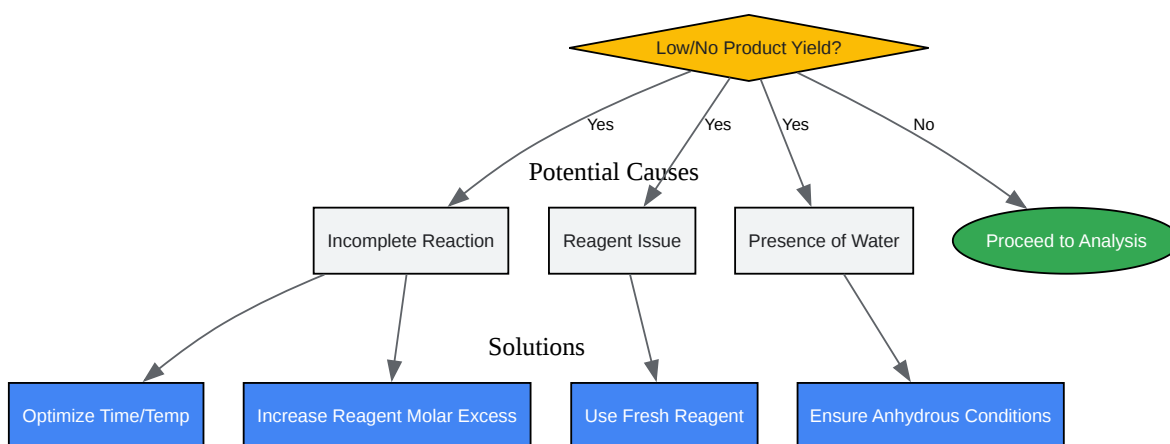 Low/No Product Yield?
Yes
Yes
Yes
No
Potential Causes
Incomplete Reaction
Reagent Issue
Presence of Water
Proceed to Analysis
Solutions
Optimize Time/Temp
Increase Reagent Molar Excess
Use Fresh Reagent
Ensure Anhydrous Conditions